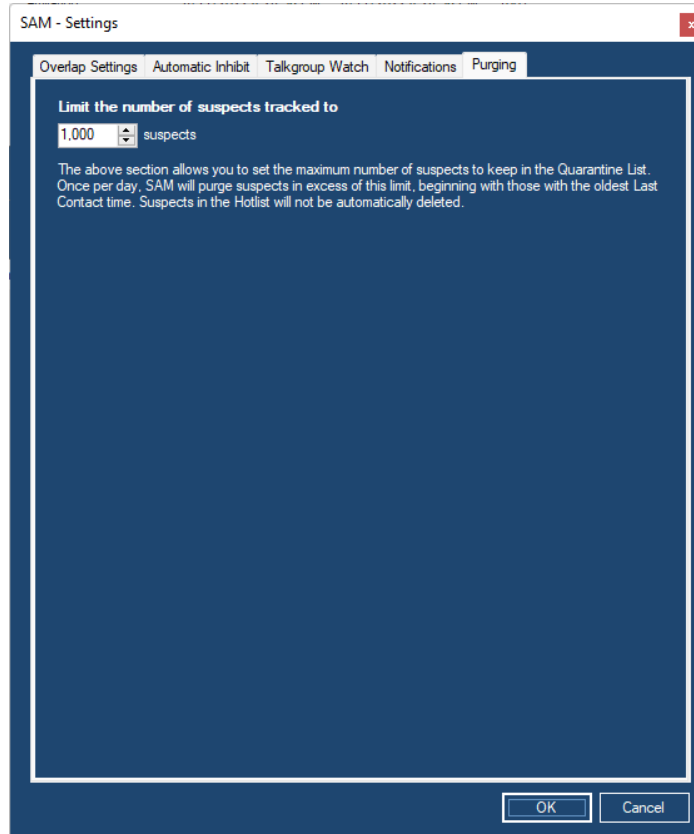 SAM - Settings
x
Overlap Settings Automatic Inhibit Talkgroup Watch Notifications Purging
Limit the number of suspects tracked to
1,000 suspects
The above section allows you to set the maximum number of suspects to keep in the Quarantine List.
Once per day, SAM will purge suspects in excess of this limit, beginning with those with the oldest Last
Contact time. Suspects in the Hotlist will not be automatically deleted.
OK Cancel